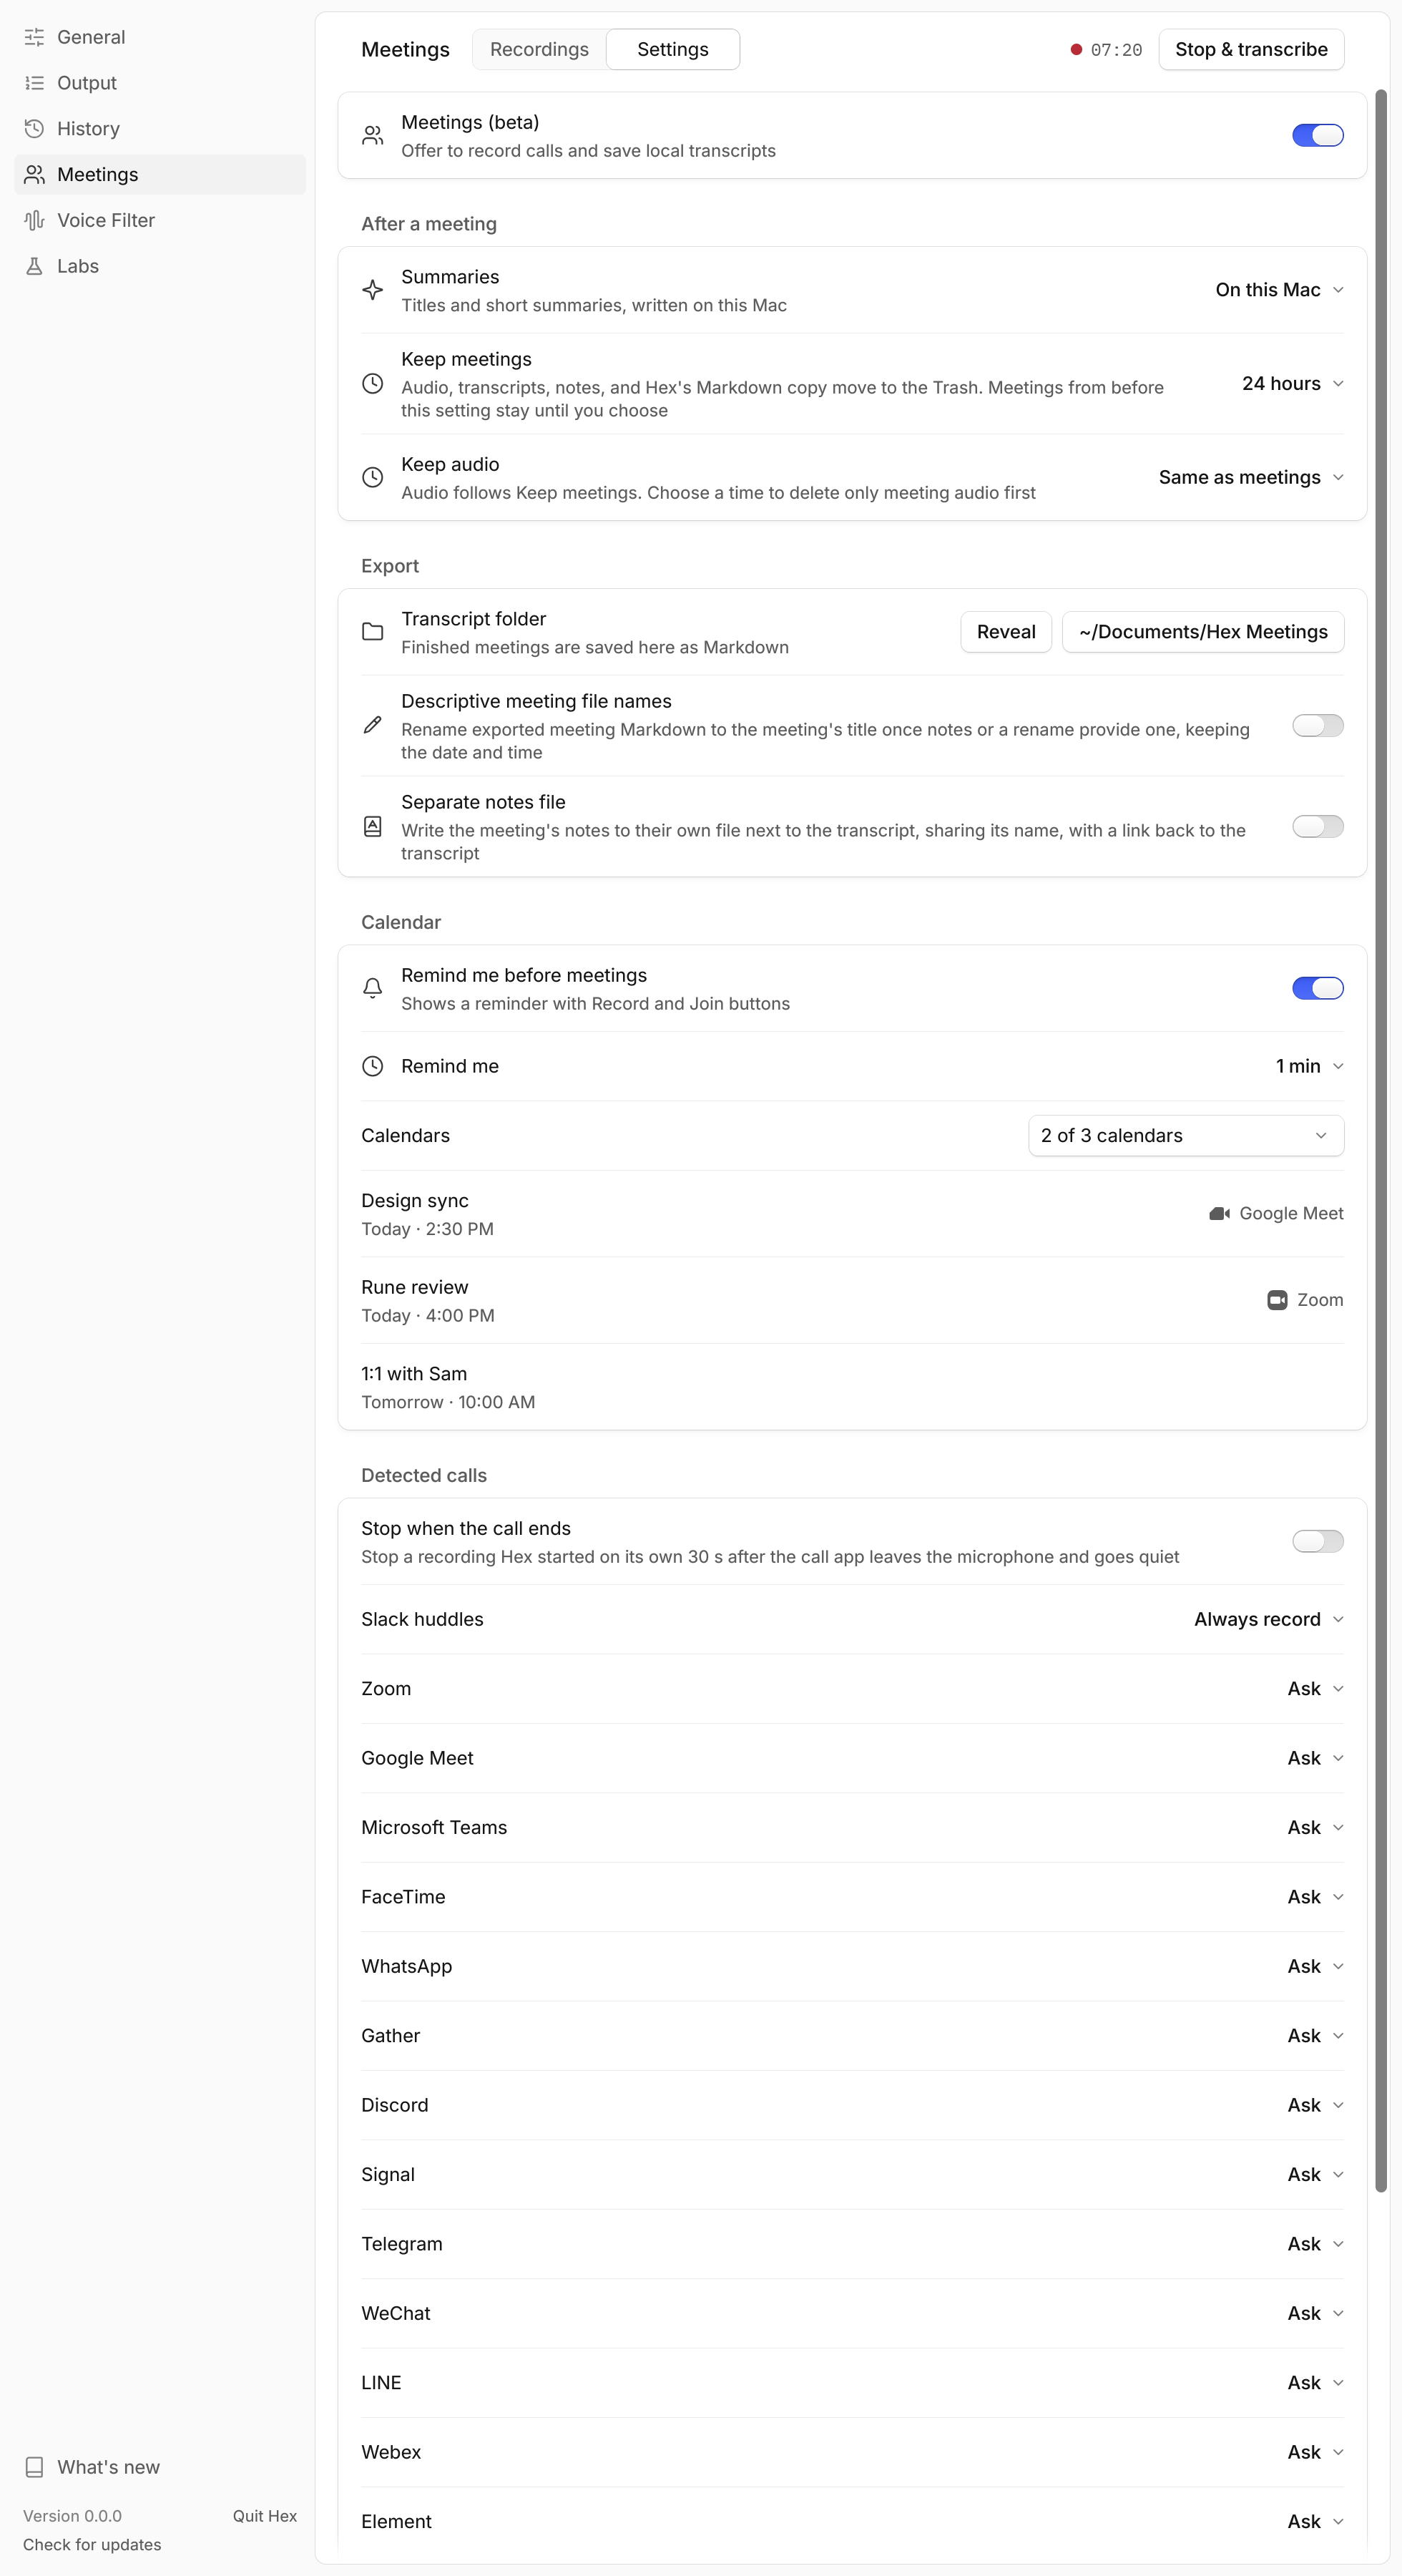 General
Output
History
Meetings
Voice Filter
Labs
What's new
Version 0.0.0
Quit Hex
Check for updates
Meetings
Recordings
Settings
07:20
Stop & transcribe
Meetings (beta)
Offer to record calls and save local transcripts
After a meeting
Summaries
Titles and short summaries, written on this Mac
On this Mac
Keep meetings
Audio, transcripts, notes, and Hex's Markdown copy move to the Trash. Meetings from before
this setting stay until you choose
24 hours
Keep audio
Audio follows Keep meetings. Choose a time to delete only meeting audio first
Same as meetings
Export
Transcript folder
Finished meetings are saved here as Markdown
Reveal
~/Documents/Hex Meetings
Descriptive meeting file names
Rename exported meeting Markdown to the meeting's title once notes or a rename provide one, keeping
the date and time
Separate notes file
Write the meeting's notes to their own file next to the transcript, sharing its name, with a link back to the
transcript
Calendar
Remind me before meetings
Shows a reminder with Record and Join buttons
Remind me
1 min
Calendars
2 of 3 calendars
Design sync
Today · 2:30 PM
Google Meet
Rune review
Today · 4:00 PM
Zoom
1:1 with Sam
Tomorrow · 10:00 AM
Detected calls
Stop when the call ends
Stop a recording Hex started on its own 30 s after the call app leaves the microphone and goes quiet
Slack huddles
Always record
Zoom
Ask
Google Meet
Ask
Microsoft Teams
Ask
FaceTime
Ask
WhatsApp
Ask
Gather
Ask
Discord
Ask
Signal
Ask
Telegram
Ask
WeChat
Ask
LINE
Ask
Webex
Ask
Element
Ask